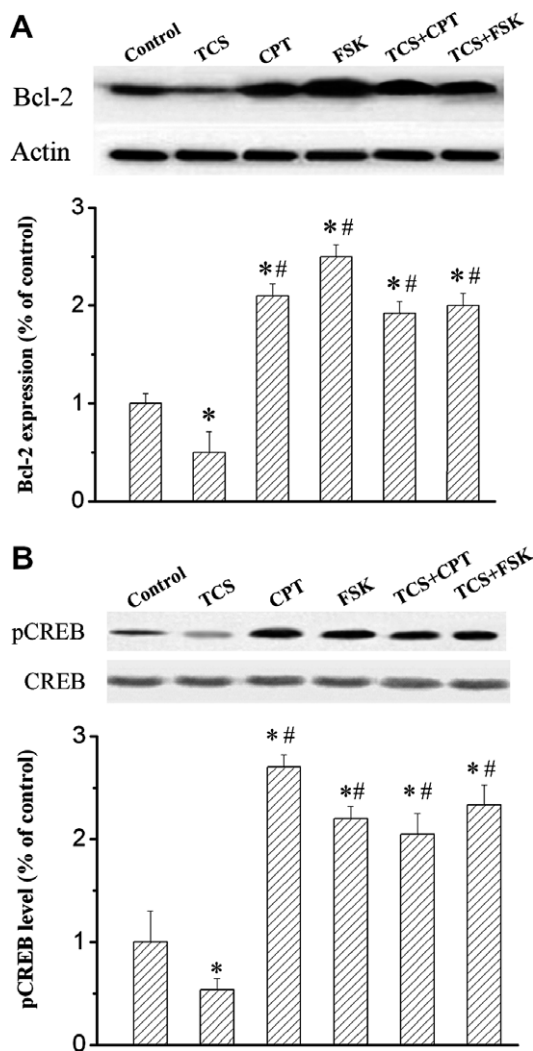 A
Control TCS CPT FSK TCS+CPT TCS+FSK
Bcl-2
Actin
Bcl-2 expression (% of control)
3
2
1
0
*
*#
*#
*#
*#
B
Control TCS CPT FSK TCS+CPT TCS+FSK
pCREB
CREB
pCREB level (% of control)
3
2
1
0
*
*#
*#
*#
*#